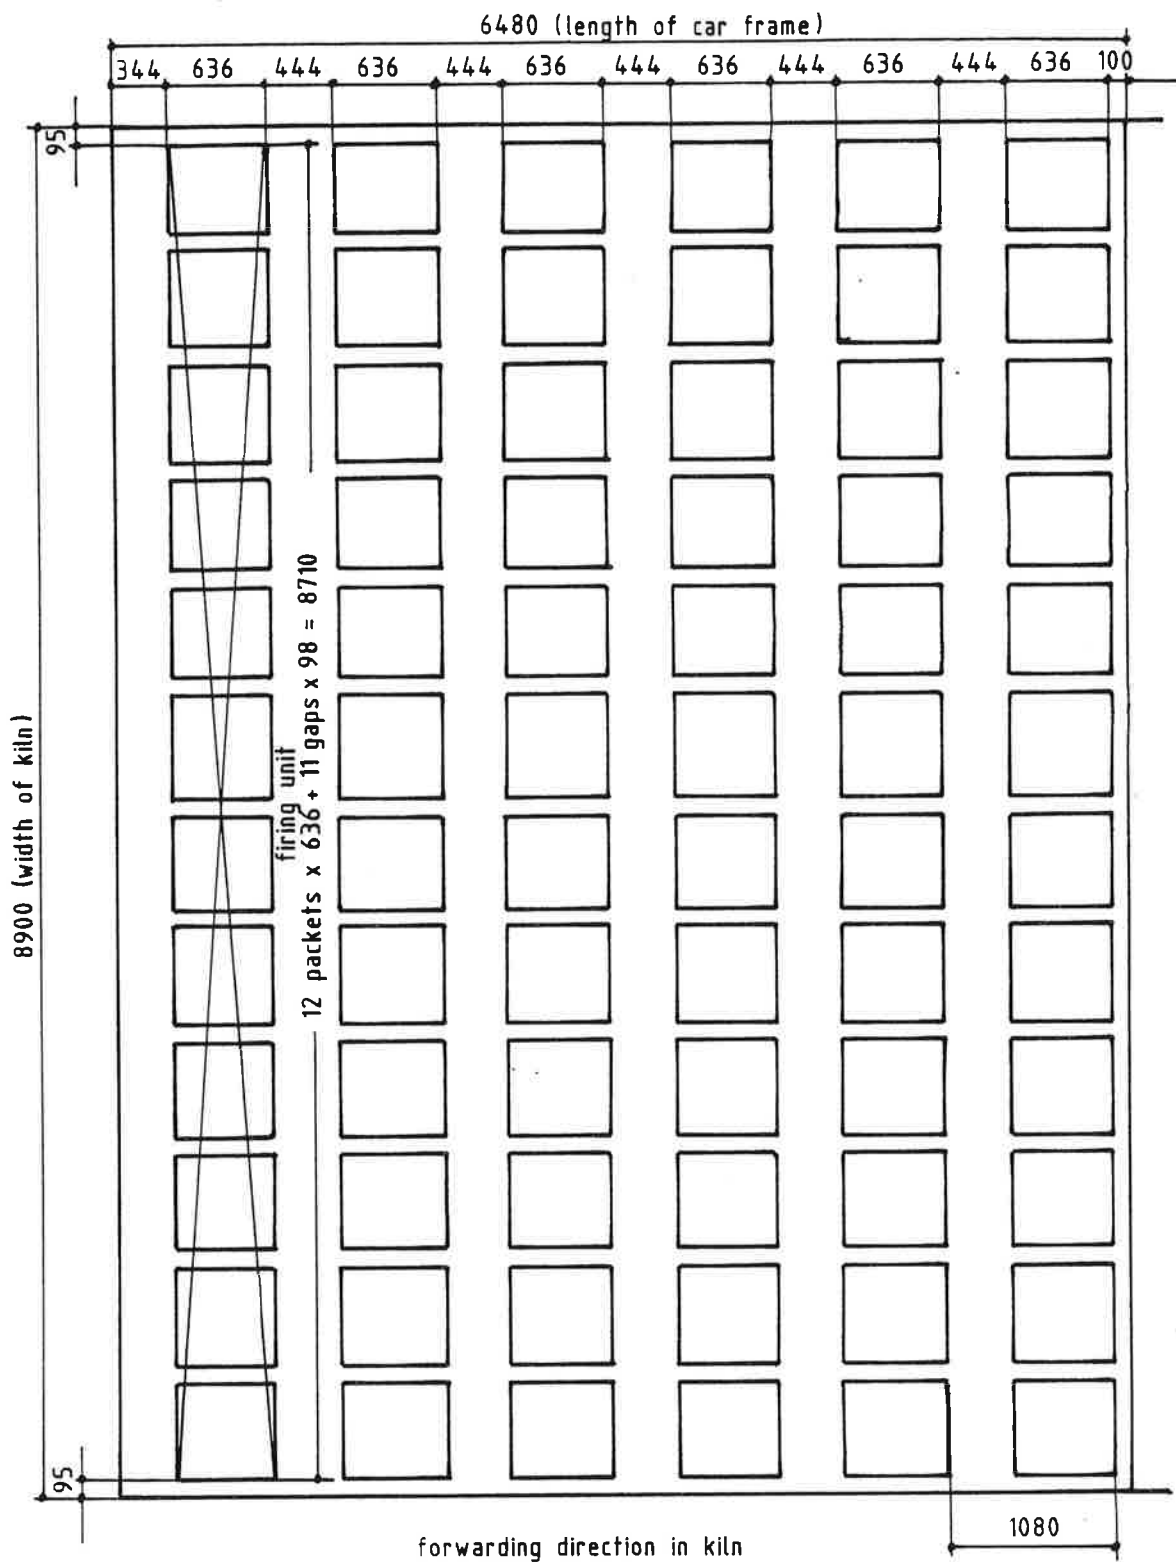 6480 (length of car frame)
344 636 444 636 444 636 444 636 444 636 444 636 100
95
8900 (width of kiln)
firing unit
12 packets x 636 + 11 gaps x 98 = 8710
95
1080
forwarding direction in kiln